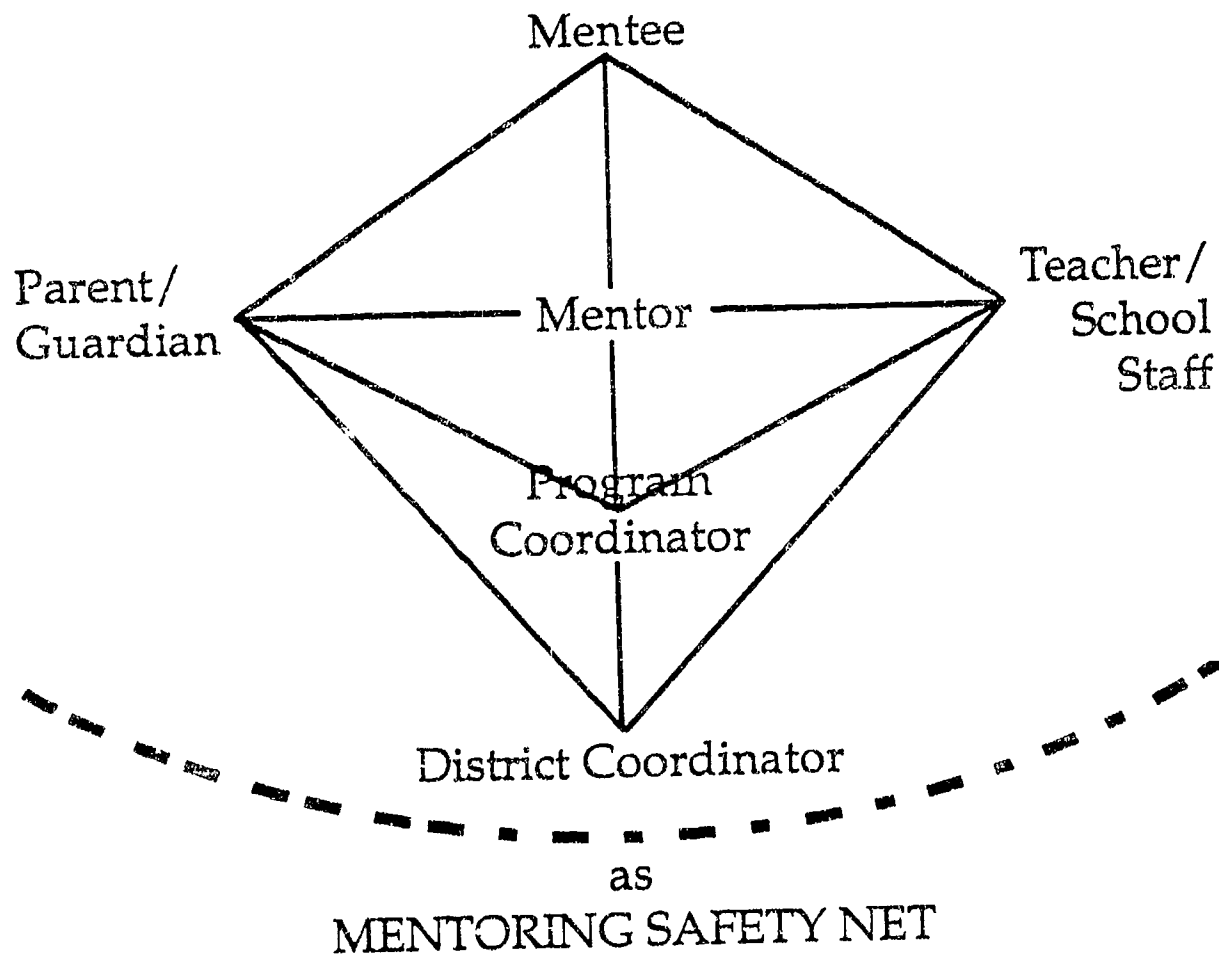 Mentee
Parent/
Guardian
Mentor
Teacher/
School
Staff
Program
Coordinator
District Coordinator
as
MENTORING SAFETY NET